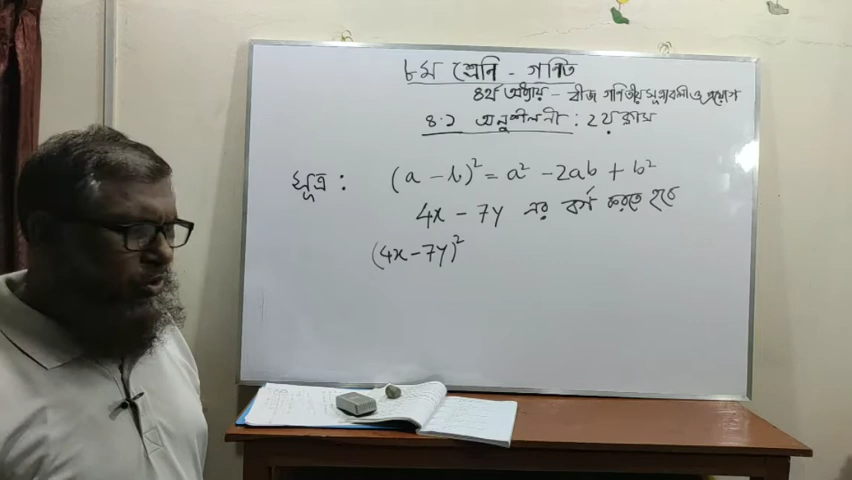 ৮ম শ্রেনি - গণিত
৪র্থ অধ্যায় - বীজ গণিতীয় সূত্রাবলী ও প্রয়োগ
৪.১ অনুশীলনী : ২য় ক্লাস
সূত্র : (a - b)² = a² - 2ab + b²
4x - 7y এর বর্গ করতে হবে
(4x - 7y)²